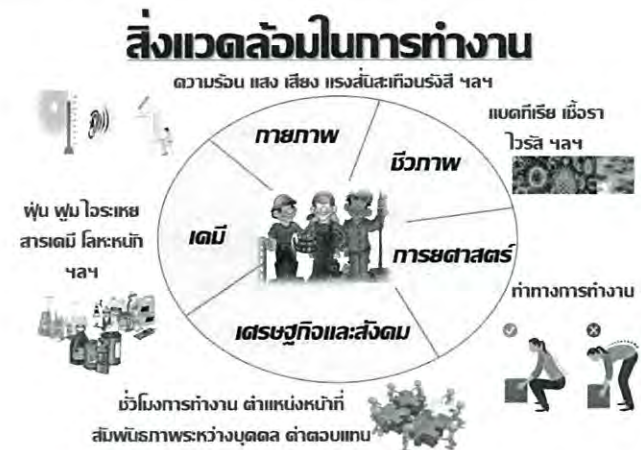 สิ่งแวดล้อมในการทำงาน
ความร้อน แสง เสียง แรงสั่นสะเทือนรังสี ฯลฯ
กายภาพ
แบคทีเรีย เชื้อรา
ไวรัส ฯลฯ
ชีวภาพ
ฝุ่น ฟูม ไอระเหย
สารเคมี โลหะหนัก
ฯลฯ
เคมี
การยศาสตร์
ท่าทางการทำงาน
เศรษฐกิจและสังคม
ชั่วโมงการทำงาน ตำแหน่งหน้าที่
สัมพันธภาพระหว่างบุคคล ค่าตอบแทน